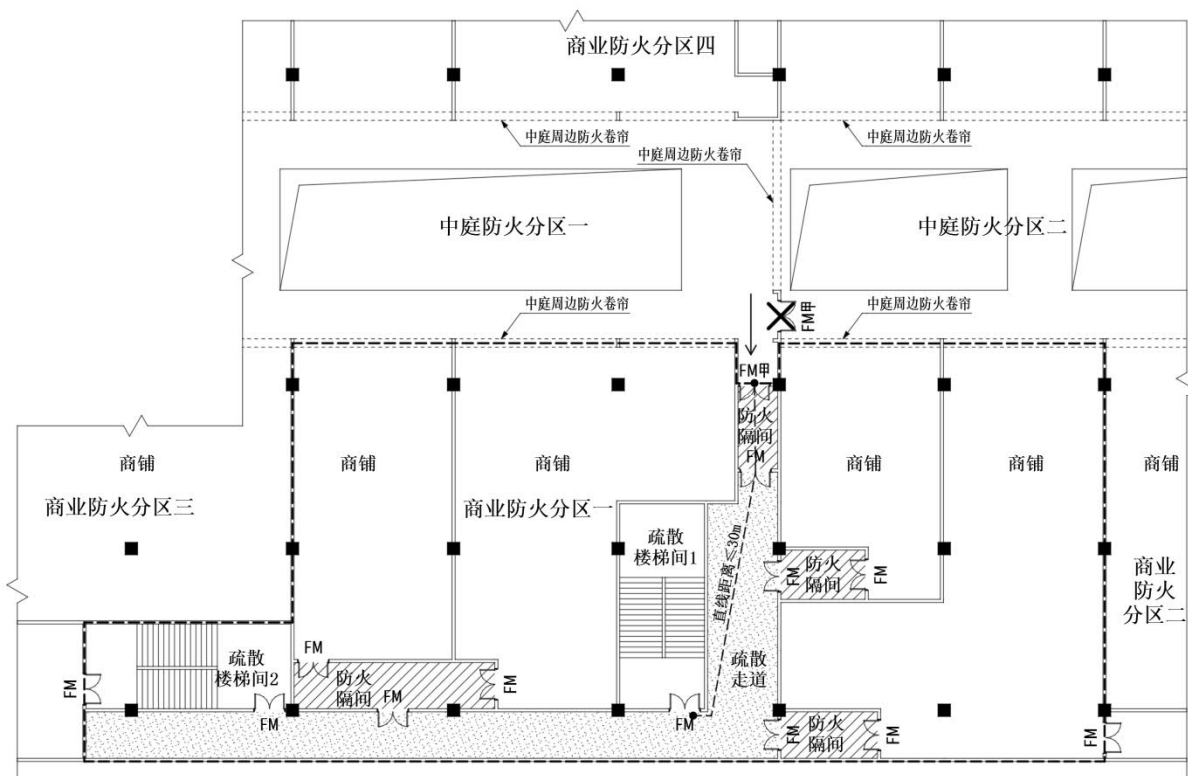 商业防火分区四
中庭周边防火卷帘
中庭周边防火卷帘
中庭周边防火卷帘
中庭防火分区一
中庭防火分区二
中庭周边防火卷帘
FM甲
中庭周边防火卷帘
FM甲
防火
隔间
FM
商铺
商铺
商铺
商铺
商铺
商铺
商业防火分区三
商业防火分区一
疏散
楼梯间1
直线距离≤30m
FM
防火
隔间
FM
商业
防火
分区二
疏散
楼梯间2
FM
FM
FM
防火
隔间
FM
FM
疏散
走道
FM
FM
防火
隔间
FM
FM